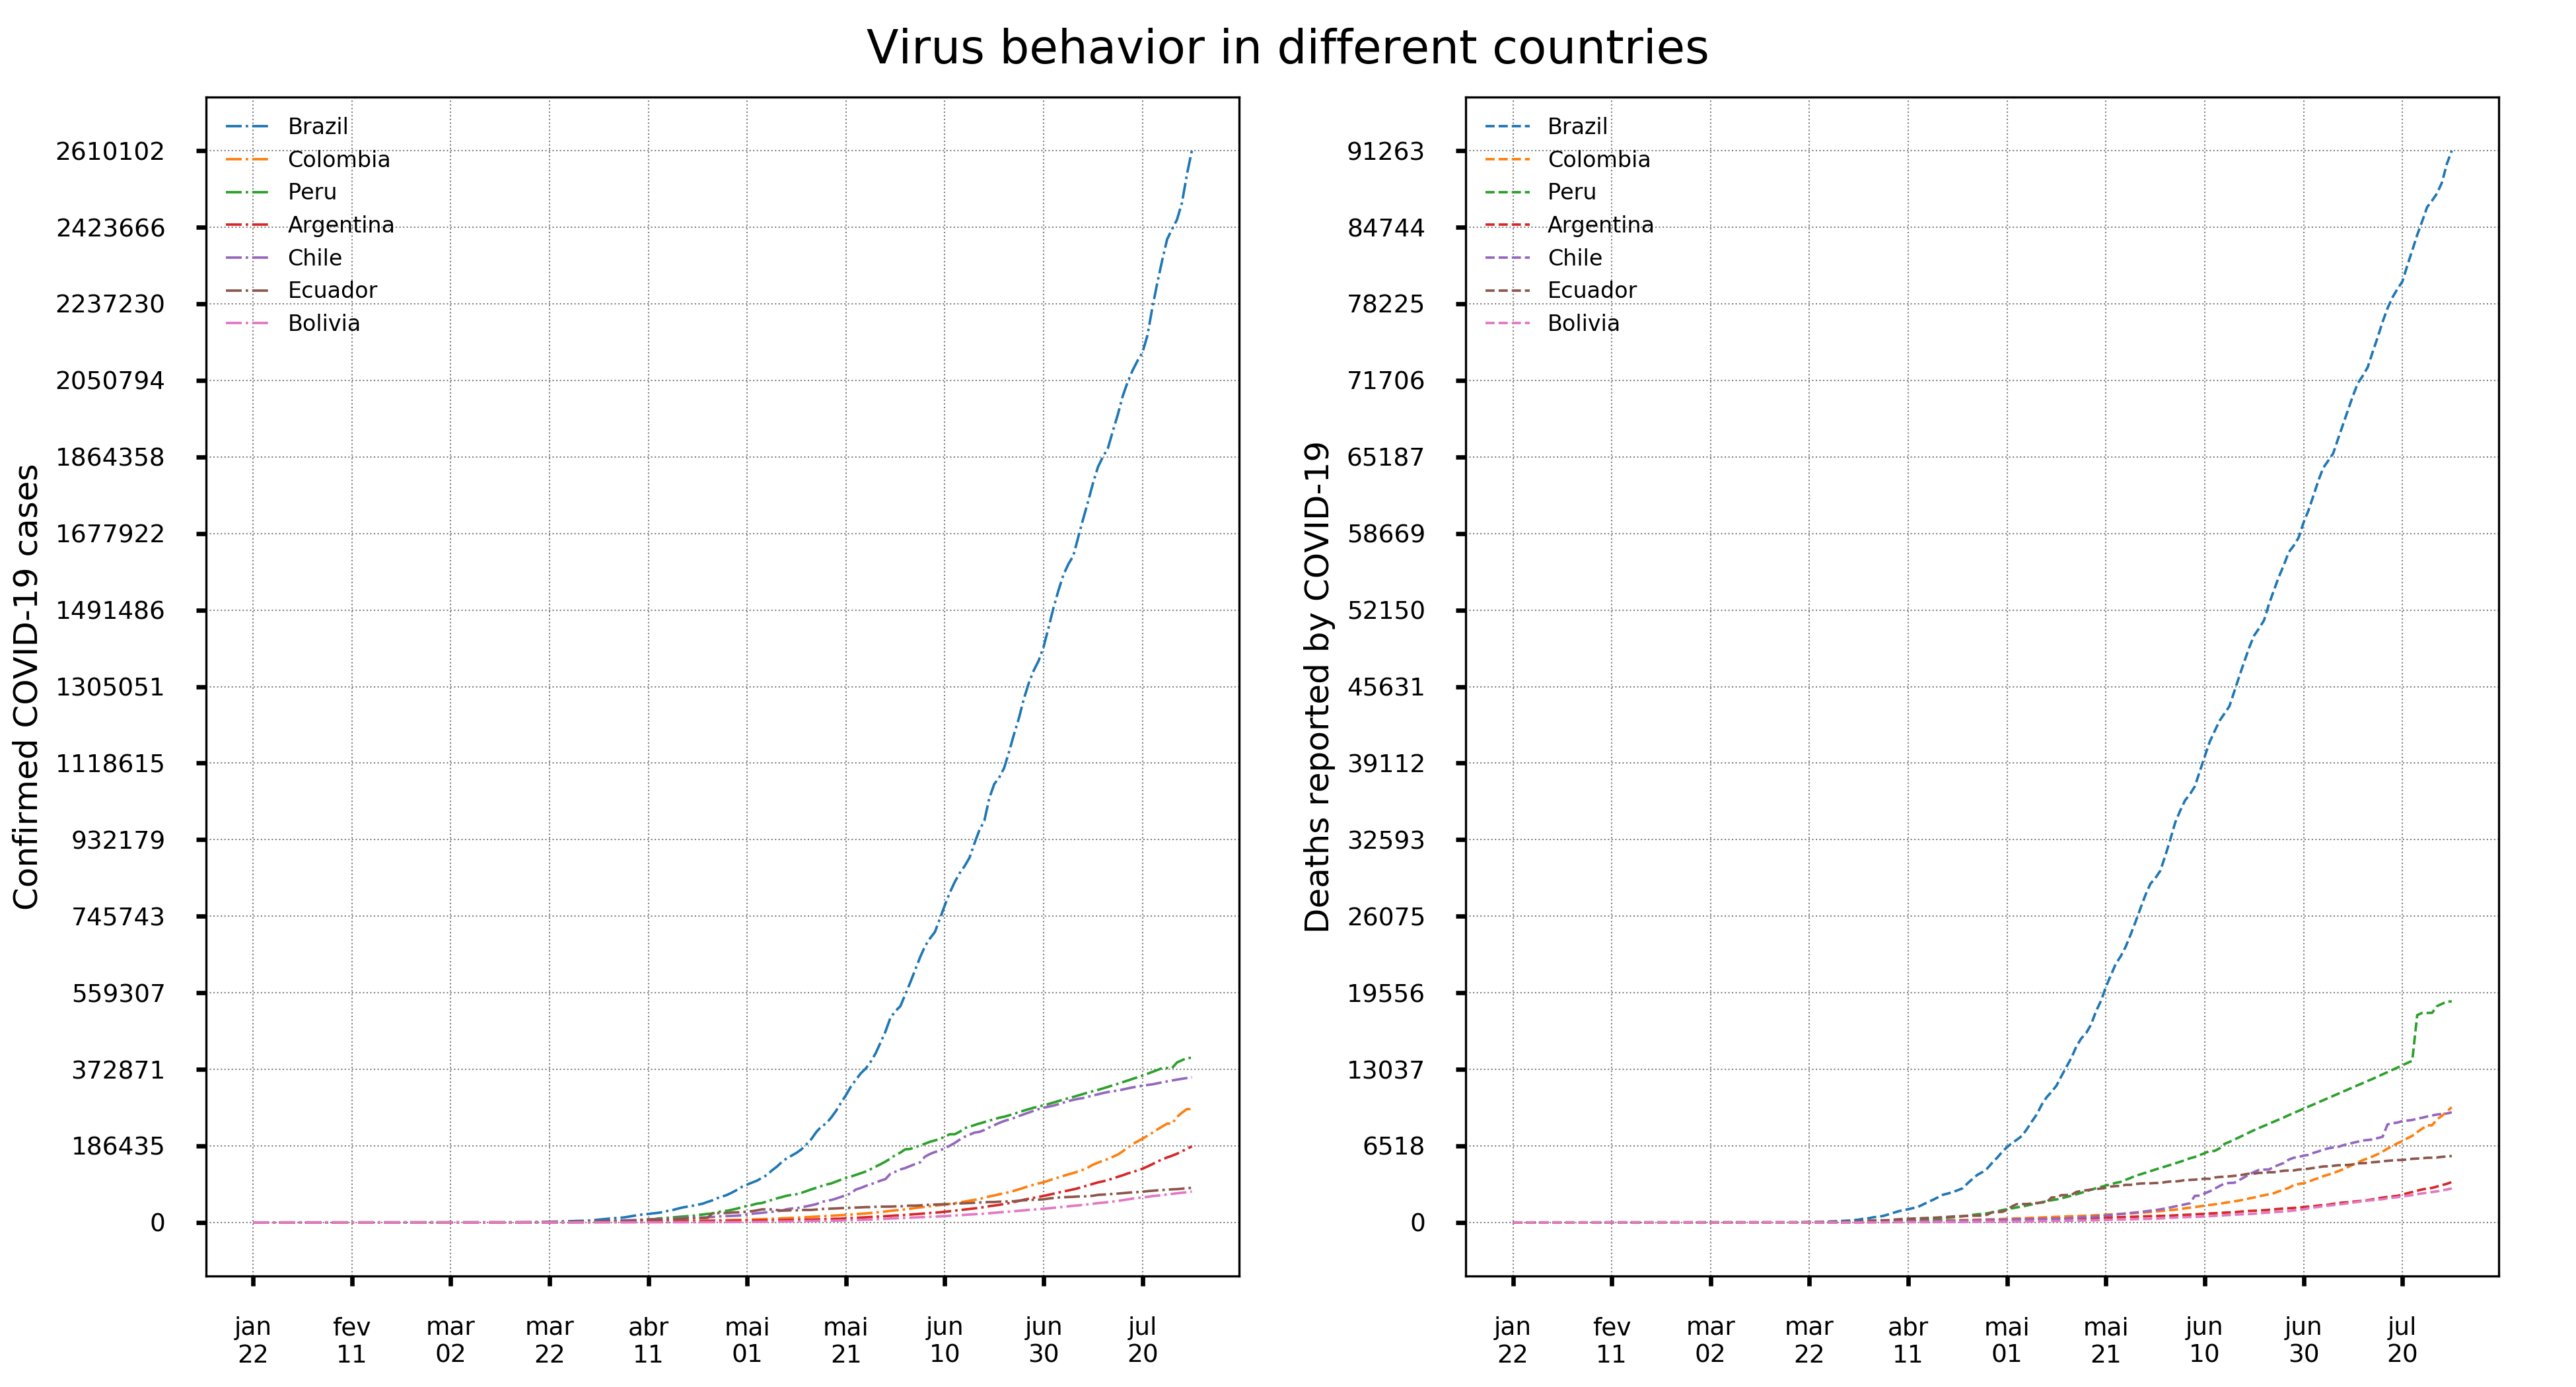 Virus behavior in different countries
Confirmed COVID-19 cases
2610102
2423666
2237230
2050794
1864358
1677922
1491486
1305051
1118615
932179
745743
559307
372871
186435
0
Brazil
Colombia
Peru
Argentina
Chile
Ecuador
Bolivia
jan fev mar mar abr mai mai jun jun jul
22 11 02 22 11 01 21 10 30 20
Deaths reported by COVID-19
91263
84744
78225
71706
65187
58669
52150
45631
39112
32593
26075
19556
13037
6518
0
Brazil
Colombia
Peru
Argentina
Chile
Ecuador
Bolivia
jan fev mar mar abr mai mai jun jun jul
22 11 02 22 11 01 21 10 30 20